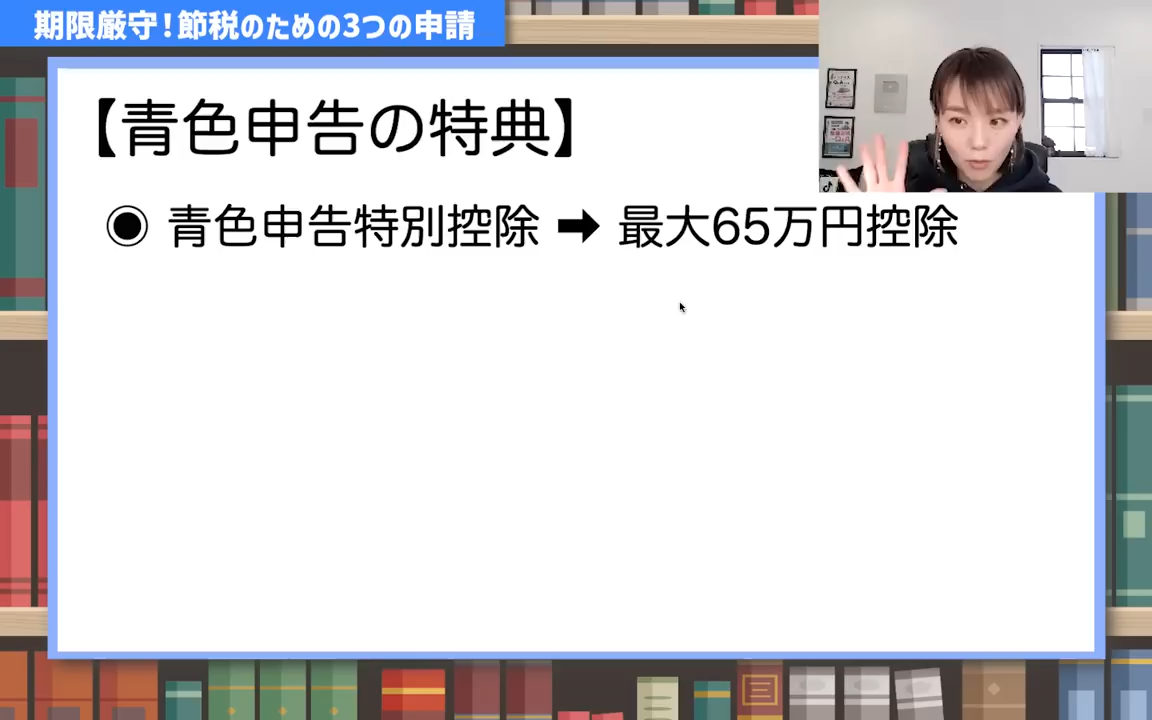 期限厳守！節税のための3つの申請
【青色申告の特典】
◉ 青色申告特別控除 ➡ 最大65万円控除